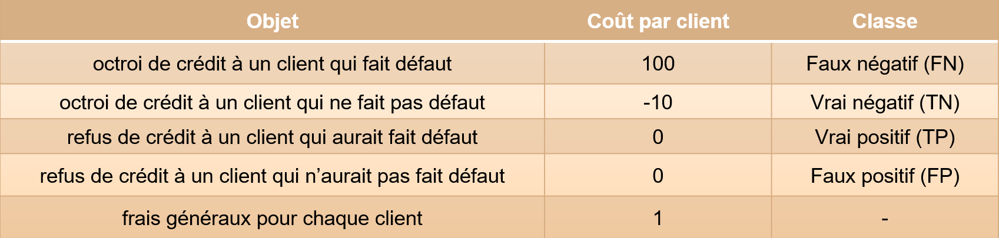 Objet Coût par client Classe
octroi de crédit à un client qui fait défaut 100 Faux négatif (FN)
octroi de crédit à un client qui ne fait pas défaut -10 Vrai négatif (TN)
refus de crédit à un client qui aurait fait défaut 0 Vrai positif (TP)
refus de crédit à un client qui n’aurait pas fait défaut 0 Faux positif (FP)
frais généraux pour chaque client 1 -